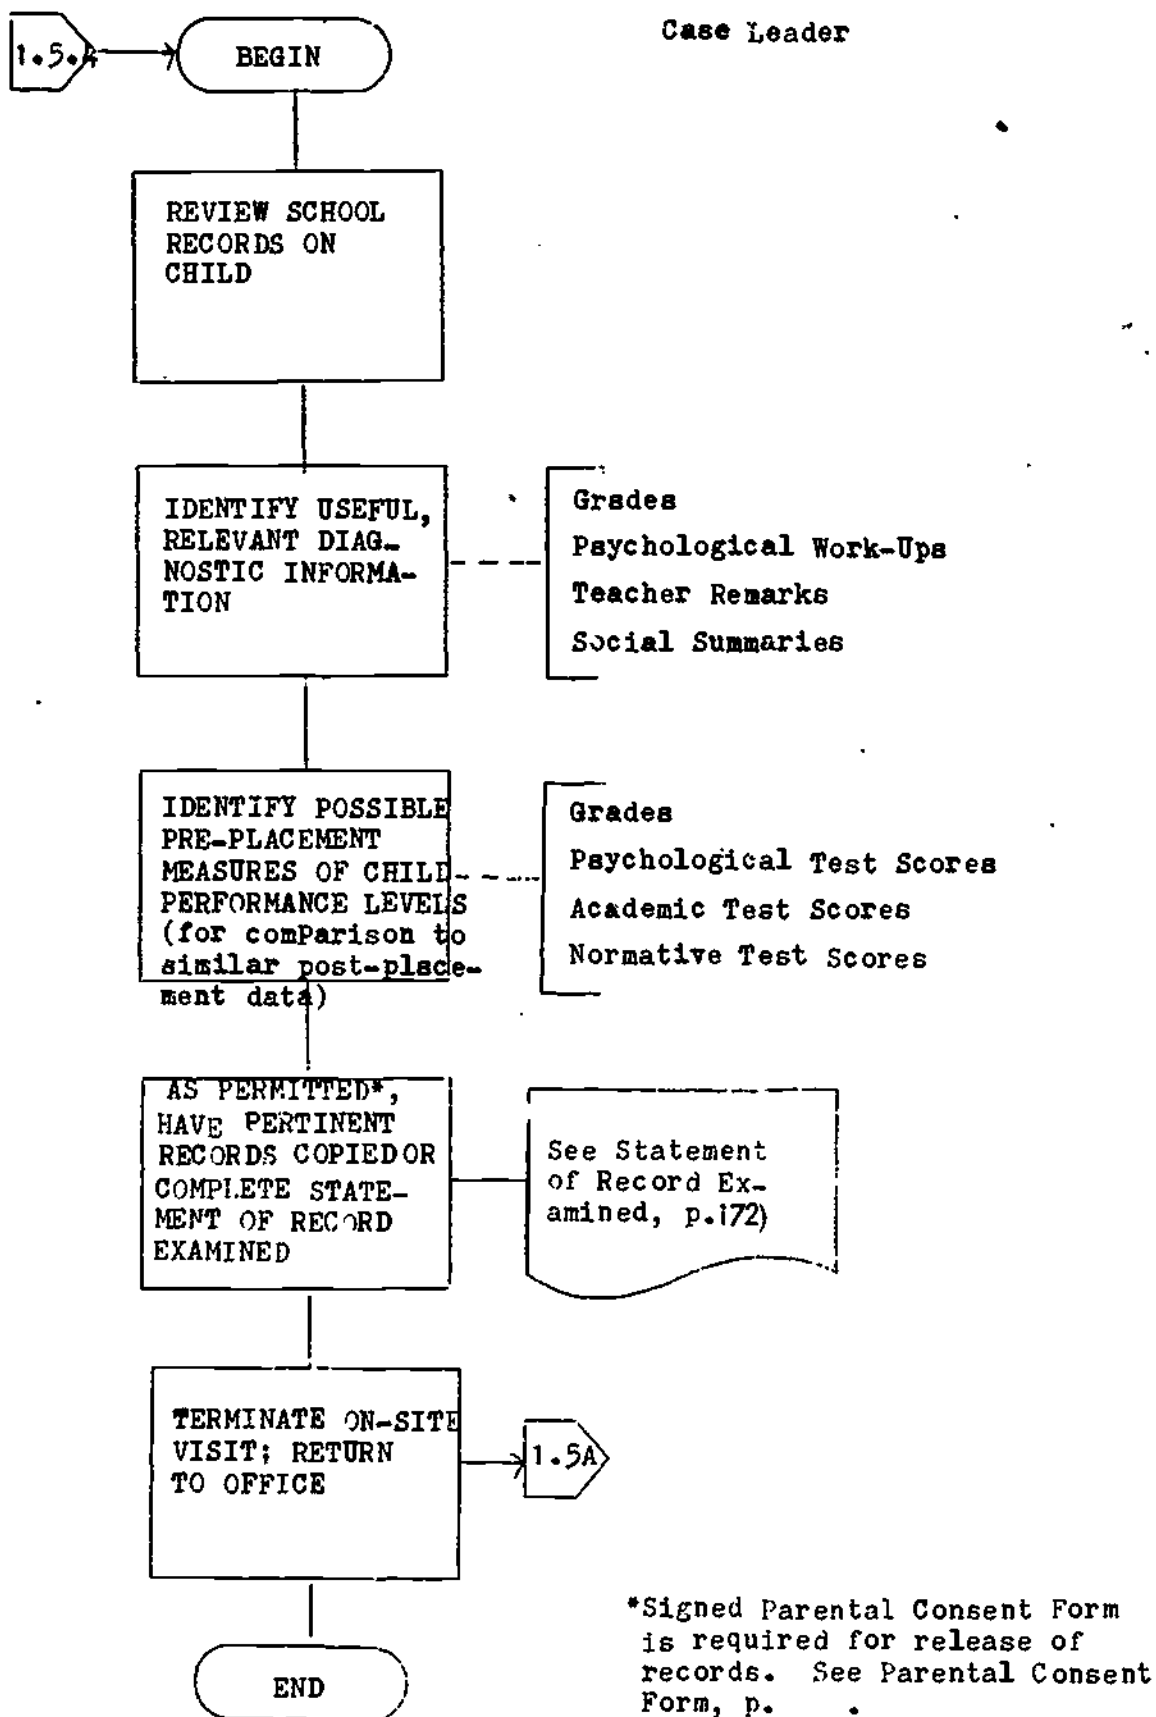 Case Leader
1.5.
BEGIN
REVIEW SCHOOL
RECORDS ON
CHILD
IDENTIFY USEFUL,
RELEVANT DIAG-
NOSTIC INFORMA-
TION
Grades
Psychological Work-Ups
Teacher Remarks
Social Summaries
IDENTIFY POSSIBLE
PRE-PLACEMENT
MEASURES OF CHILD
PERFORMANCE LEVELS
(for comparison to
similar post-place-
ment data)
Grades
Psychological Test Scores
Academic Test Scores
Normative Test Scores
AS PERMITTED*,
HAVE PERTINENT
RECORDS COPIEDOR
COMPLETE STATE-
MENT OF RECORD
EXAMINED
See Statement
of Record Ex-
amined, p.172)
TERMINATE ON-SITE
VISIT; RETURN
TO OFFICE
1.5A
END
*Signed Parental Consent Form
is required for release of
records. See Parental Consent
Form, p. .